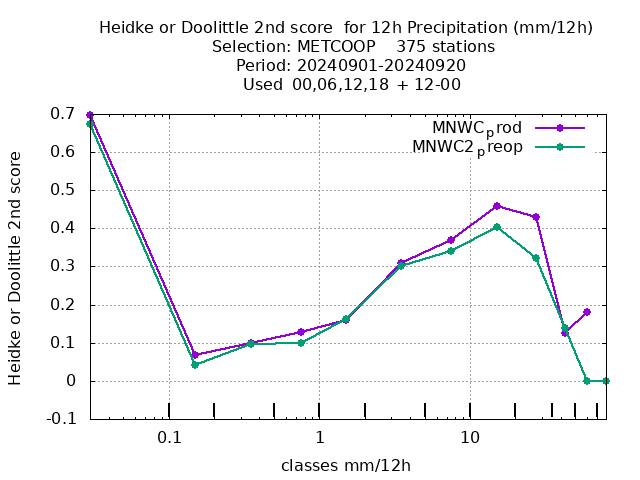 Heidke or Doolittle 2nd score  for 12h Precipitation (mm/12h)
Selection: METCOOP    375 stations
Period: 20240901-20240920
Used  00,06,12,18  + 12-00
MNWC_prod
MNWC2_preop
Heidke or Doolittle 2nd score
0.7
0.6
0.5
0.4
0.3
0.2
0.1
0
-0.1
0.1
1
10
classes mm/12h